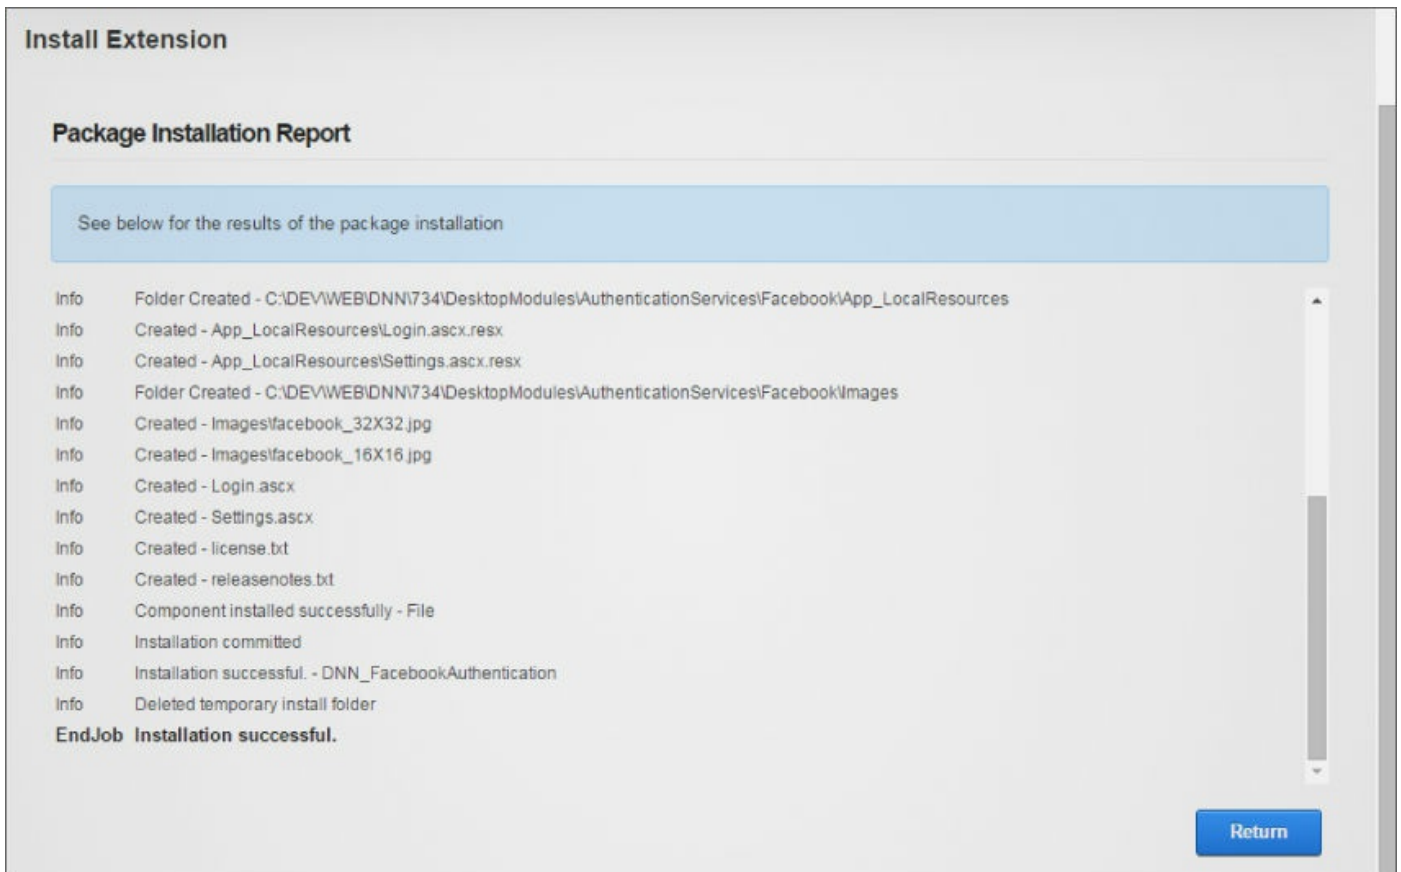 Install Extension
Package Installation Report
See below for the results of the package installation
Info Folder Created - C:\DEV\WEB\DNN\734\DesktopModules\AuthenticationServices\Facebook\App_LocalResources
Info Created - App_LocalResources\Login.ascx.resx
Info Created - App_LocalResources\Settings.ascx.resx
Info Folder Created - C:\DEV\WEB\DNN\734\DesktopModules\AuthenticationServices\Facebook\Images
Info Created - Images\facebook_32X32.jpg
Info Created - Images\facebook_16X16.jpg
Info Created - Login.ascx
Info Created - Settings.ascx
Info Created - license.txt
Info Created - releasenotes.txt
Info Component installed successfully - File
Info Installation committed
Info Installation successful. - DNN_FacebookAuthentication
Info Deleted temporary install folder
EndJob Installation successful.
Return